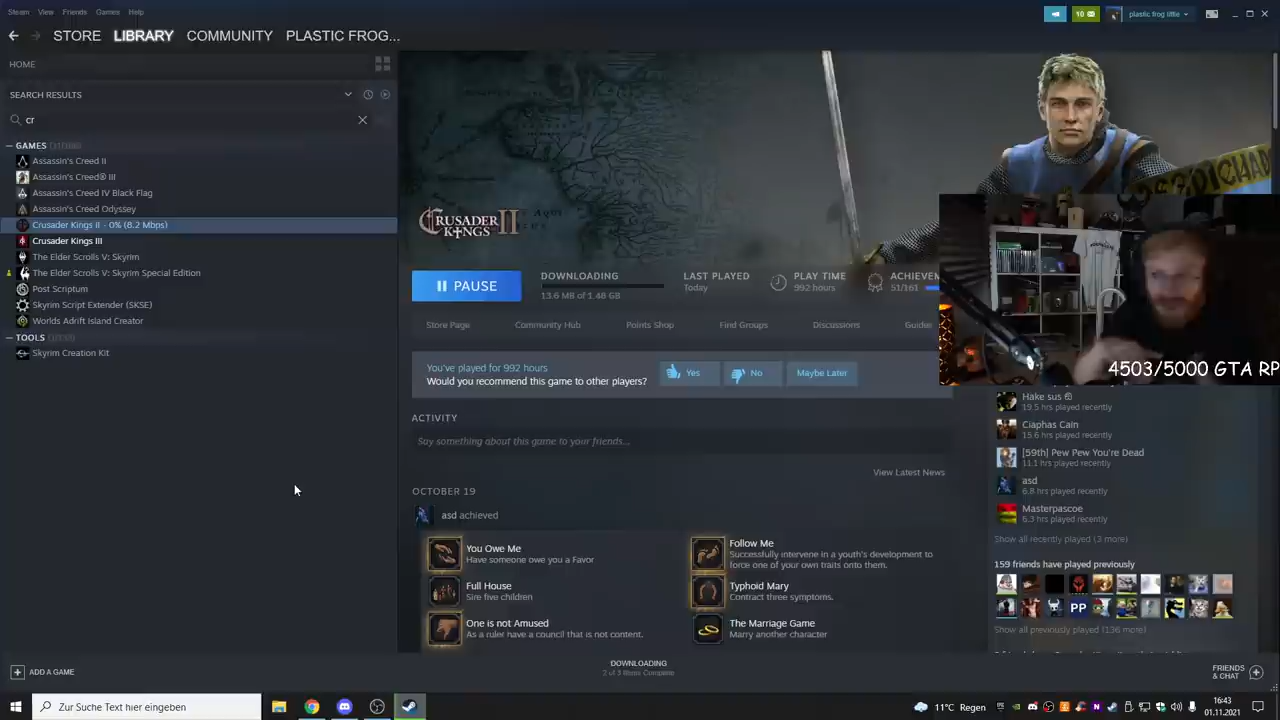 Steam View Friends Games Help
10
plastic frog little
STORE LIBRARY COMMUNITY PLASTIC FROG...
HOME
SEARCH RESULTS
cr
GAMES
Assassin's Creed II
Assassin's Creed® III
Assassin's Creed IV Black Flag
Assassin's Creed Odyssey
Crusader Kings II - 0% (8.2 Mbps)
Crusader Kings III
The Elder Scrolls V: Skyrim
The Elder Scrolls V: Skyrim Special Edition
Post Scriptum
Skyrim Script Extender (SKSE)
Worlds Adrift Island Creator
TOOLS
Skyrim Creation Kit
CRUSADER KINGS II
PAUSE
DOWNLOADING
13.6 MB of 1.46 GB
LAST PLAYED
Today
PLAY TIME
992 hours
ACHIEVEM
51/161
Store Page Community Hub Points Shop Find Groups Discussions Guides
You've played for 992 hours
Would you recommend this game to other players?
Yes No Maybe Later
4503/5000 GTA RP
ACTIVITY
Say something about this game to your friends...
View Latest News
OCTOBER 19
asd achieved
You Owe Me
Have someone owe you a Favor
Follow Me
Successfully intervene in a youth's development to
force one of your own traits onto them.
Full House
Sire five children
Typhoid Mary
Contract three symptoms.
One is not Amused
As a ruler have a council that is not content.
The Marriage Game
Marry another character
Hake sus
19.5 hrs played recently
Ciaphas Cain
15.6 hrs played recently
[59th] Pew Pew You're Dead
11.1 hrs played recently
asd
6.8 hrs played recently
Masterpascoe
6.3 hrs played recently
Show all recently played (3 more)
159 friends have played previously
PP
Show all previously played (136 more)
ADD A GAME
DOWNLOADING
2 of 3 Items Complete
FRIENDS
& CHAT
Zur Suche Text hier eingeben
11°C Regen
16:43
01.11.2021